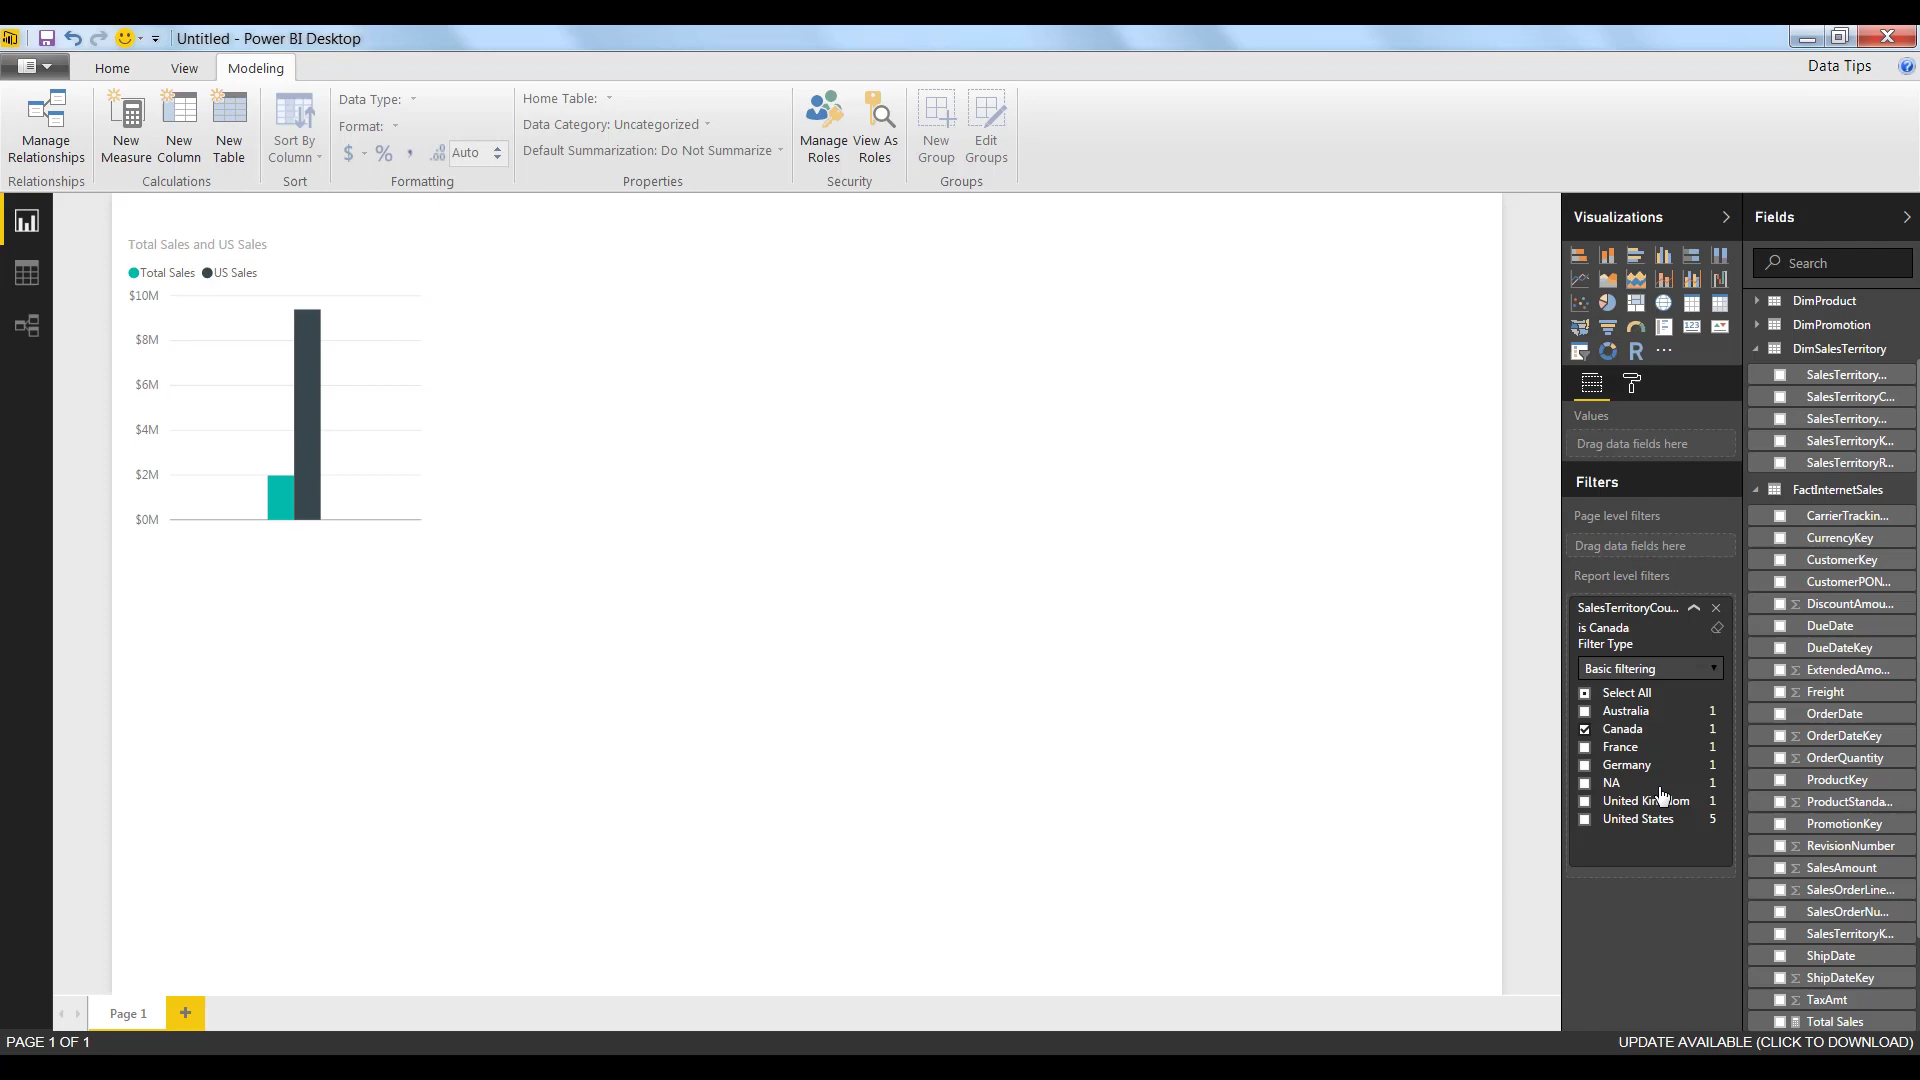 Untitled - Power BI Desktop
Home View Modeling Data Tips
Manage Relationships
New Measure
New Column
New Table
Sort By Column
Data Type:
Format:
$ % , .00 Auto
Home Table:
Data Category: Uncategorized
Default Summarization: Do Not Summarize
Manage Roles
View As Roles
New Group
Edit Groups
Relationships Calculations Sort Formatting Properties Security Groups
Total Sales and US Sales
Total Sales US Sales
$10M
$8M
$6M
$4M
$2M
$0M
Visualizations
123
R ...
Values
Drag data fields here
Filters
Page level filters
Drag data fields here
Report level filters
SalesTerritoryCou...
is Canada
Filter Type
Basic filtering
Select All
Australia 1
Canada 1
France 1
Germany 1
NA 1
United Kingdom 1
United States 5
Fields
Search
DimProduct
DimPromotion
DimSalesTerritory
SalesTerritory...
SalesTerritoryC...
SalesTerritory...
SalesTerritoryK...
SalesTerritoryR...
FactInternetSales
CarrierTrackin...
CurrencyKey
CustomerKey
CustomerPON...
DiscountAmou...
DueDate
DueDateKey
ExtendedAmo...
Freight
OrderDate
OrderDateKey
OrderQuantity
ProductKey
ProductStanda...
PromotionKey
RevisionNumber
SalesAmount
SalesOrderLine...
SalesOrderNu...
SalesTerritoryK...
ShipDate
ShipDateKey
TaxAmt
Total Sales
Page 1
PAGE 1 OF 1
UPDATE AVAILABLE (CLICK TO DOWNLOAD)